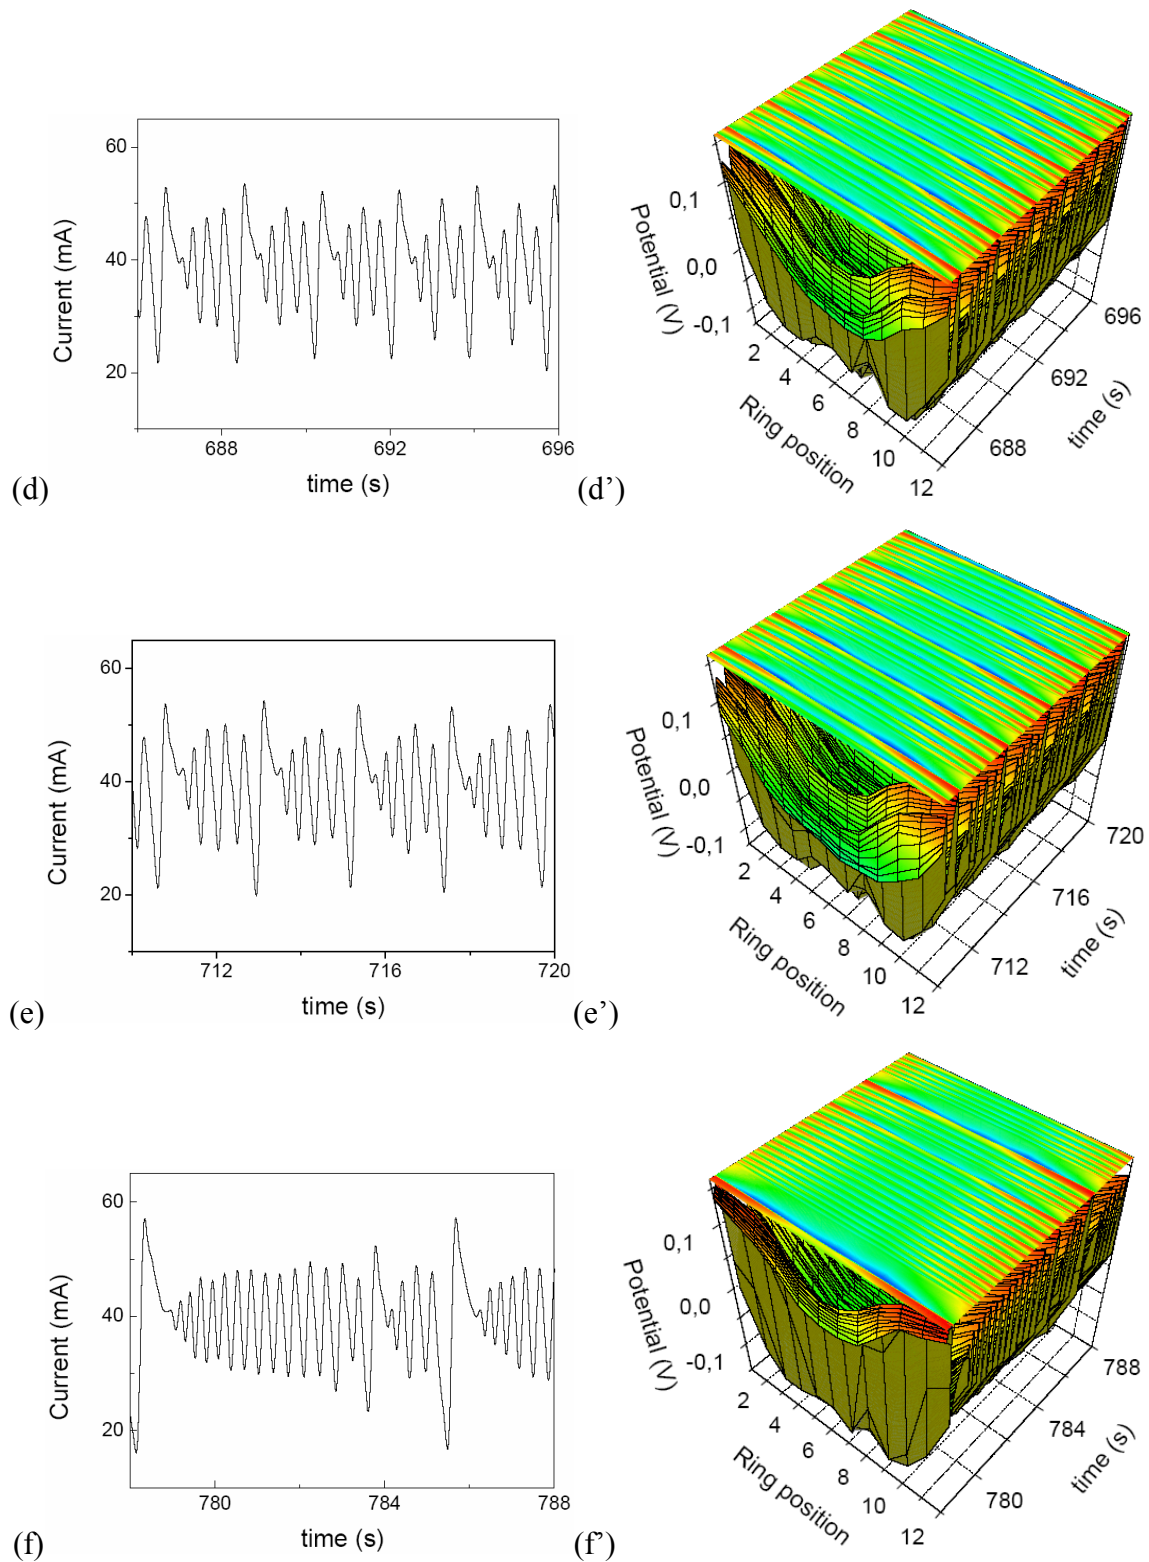 60
40
20
Current (mA)
688
692
696
time (s)
(d)
0,1
0,0
-0,1
Potential (V)
2
4
6
8
10
12
Ring position
688
692
696
time (s)
(d’)
60
40
20
Current (mA)
712
716
720
time (s)
(e)
0,1
0,0
-0,1
Potential (V)
2
4
6
8
10
12
Ring position
712
716
720
time (s)
(e’)
60
40
20
Current (mA)
780
784
788
time (s)
(f)
0,1
0,0
-0,1
Potential (V)
2
4
6
8
10
12
Ring position
780
784
788
time (s)
(f’)